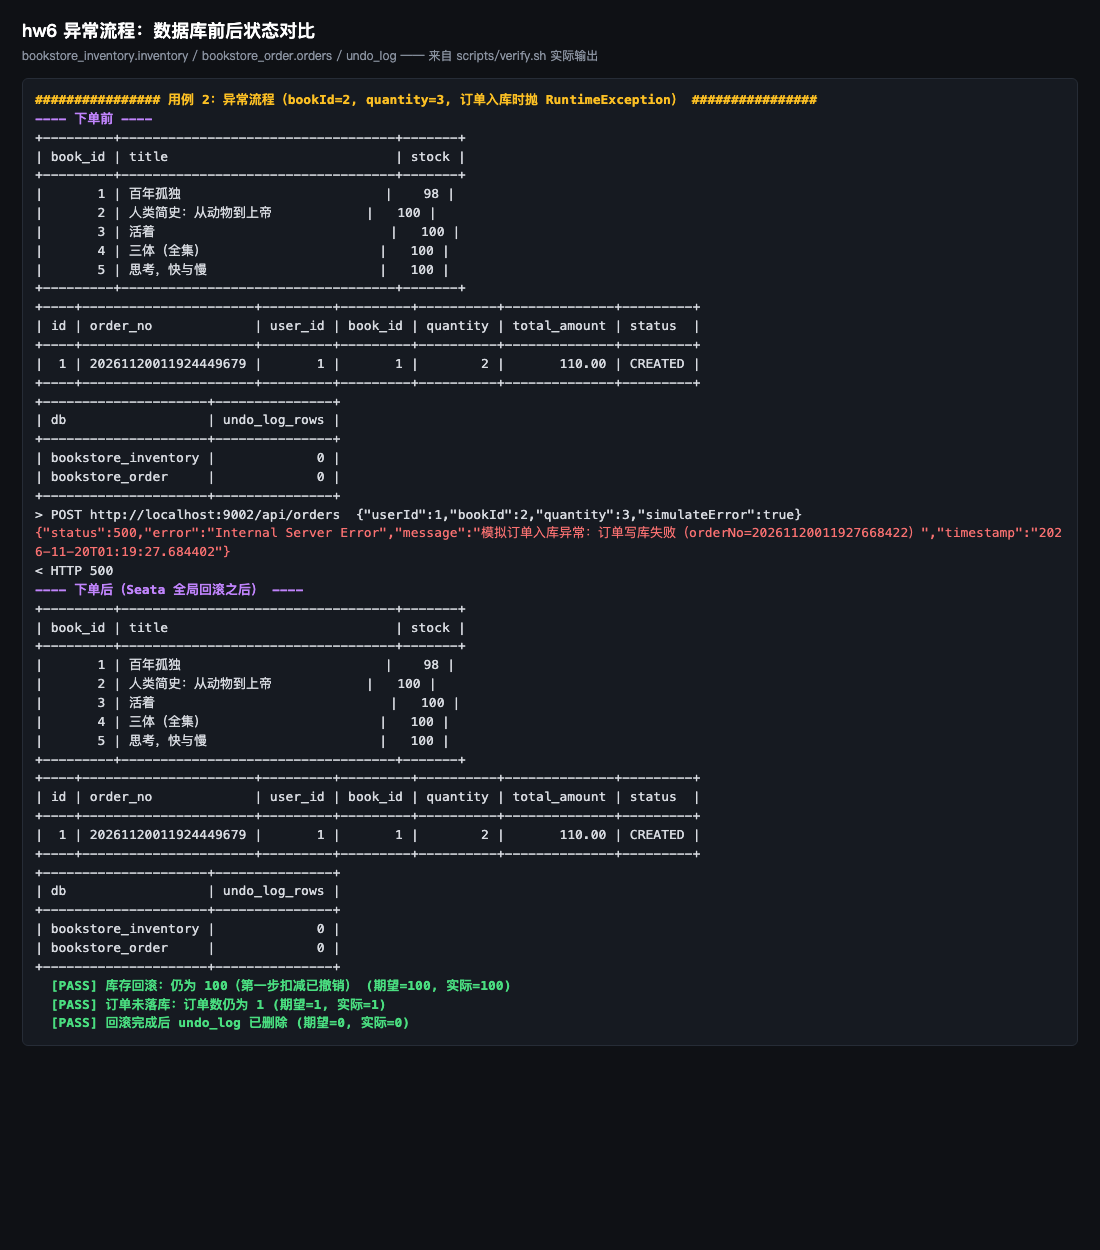 hw6 异常流程：数据库前后状态对比
bookstore_inventory.inventory / bookstore_order.orders / undo_log —— 来自 scripts/verify.sh 实际输出
################ 用例 2：异常流程（bookId=2, quantity=3, 订单入库时抛 RuntimeException） ################
---- 下单前 ----
+---------+------------------------------------+-------+
| book_id | title                              | stock |
+---------+------------------------------------+-------+
|       1 | 百年孤独                           |    98 |
|       2 | 人类简史：从动物到上帝             |   100 |
|       3 | 活着                               |   100 |
|       4 | 三体（全集）                       |   100 |
|       5 | 思考，快与慢                       |   100 |
+---------+------------------------------------+-------+
+----+----------------------+---------+---------+----------+--------------+---------+
| id | order_no             | user_id | book_id | quantity | total_amount | status  |
+----+----------------------+---------+---------+----------+--------------+---------+
|  1 | 20261120011924449679 |       1 |       1 |        2 |       110.00 | CREATED |
+----+----------------------+---------+---------+----------+--------------+---------+
+---------------------+---------------+
| db                  | undo_log_rows |
+---------------------+---------------+
| bookstore_inventory |             0 |
| bookstore_order     |             0 |
+---------------------+---------------+
> POST http://localhost:9002/api/orders  {"userId":1,"bookId":2,"quantity":3,"simulateError":true}
{"status":500,"error":"Internal Server Error","message":"模拟订单入库异常：订单写库失败（orderNo=20261120011927668422）","timestamp":"202
6-11-20T01:19:27.684402"}
< HTTP 500
---- 下单后（Seata 全局回滚之后） ----
+---------+------------------------------------+-------+
| book_id | title                              | stock |
+---------+------------------------------------+-------+
|       1 | 百年孤独                           |    98 |
|       2 | 人类简史：从动物到上帝             |   100 |
|       3 | 活着                               |   100 |
|       4 | 三体（全集）                       |   100 |
|       5 | 思考，快与慢                       |   100 |
+---------+------------------------------------+-------+
+----+----------------------+---------+---------+----------+--------------+---------+
| id | order_no             | user_id | book_id | quantity | total_amount | status  |
+----+----------------------+---------+---------+----------+--------------+---------+
|  1 | 20261120011924449679 |       1 |       1 |        2 |       110.00 | CREATED |
+----+----------------------+---------+---------+----------+--------------+---------+
+---------------------+---------------+
| db                  | undo_log_rows |
+---------------------+---------------+
| bookstore_inventory |             0 |
| bookstore_order     |             0 |
+---------------------+---------------+
[PASS] 库存回滚：仍为 100（第一步扣减已撤销） (期望=100, 实际=100)
[PASS] 订单未落库：订单数仍为 1 (期望=1, 实际=1)
[PASS] 回滚完成后 undo_log 已删除 (期望=0, 实际=0)